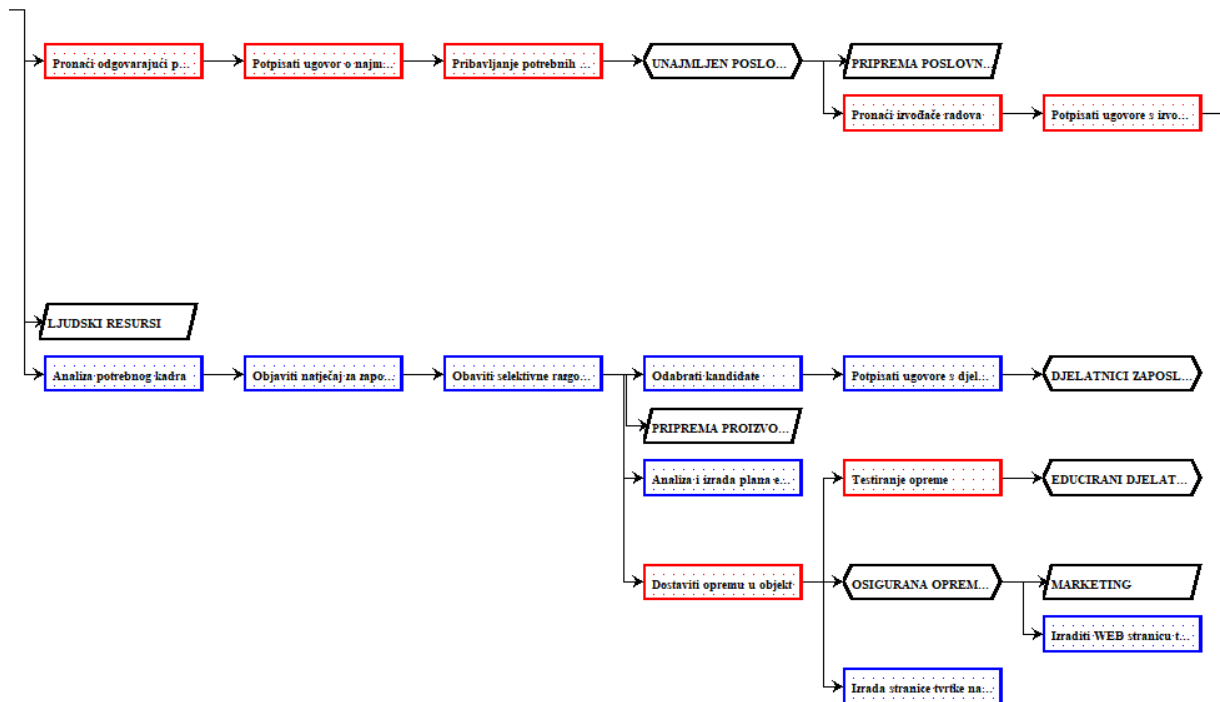 Pronaći odgovarajući p...
Potpisati ugovor o najm...
Pribavljanje potrebnih ...
UNAJMLJEN POSLO...
PRIPREMA POSLOVN...
Pronaći izvođače radova
Potpisati ugovore s izvo...
LJUDSKI RESURSI
Analiza potrebnog kadra
Objaviti natječaj za zapo...
Obaviti selektivne razgo...
Odabrati kandidate
Potpisati ugovore s djel...
DJELATNICI ZAPOSL...
PRIPREMA PROIZVO...
Analiza i izrada plana e...
Testiranje opreme
EDUCIRANI DJELAT...
Dostaviti opremu u objekt
OSIGURANA OPREM...
MARKETING
Izraditi WEB stranicu t...
Izrada stranice tvrtke na...